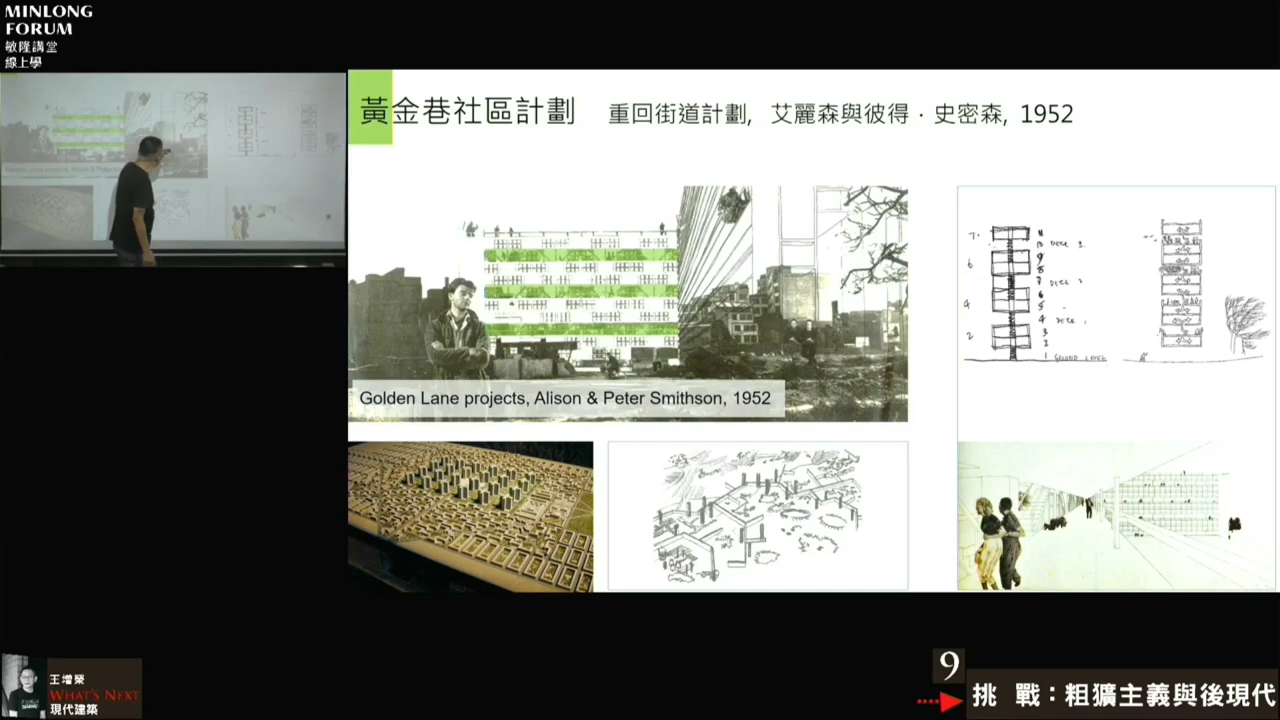 MINLONG
FORUM
敏隆講堂
線上學
黃金巷社區計劃
重回街道計劃, 艾麗森與彼得·史密森, 1952
Golden Lane projects, Alison & Peter Smithson, 1952
GROUND LEVEL
王增榮
WHAT'S NEXT
現代建築
9
挑 戰：粗獷主義與後現代